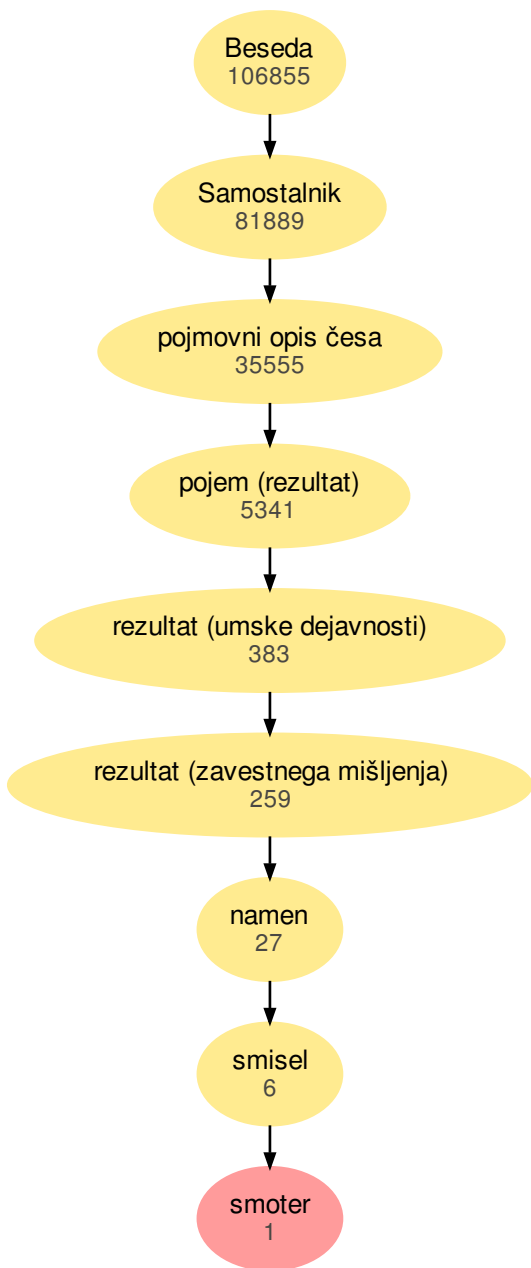 Beseda
106855
Samostalnik
81889
pojmovni opis česa
35555
pojem (rezultat)
5341
rezultat (umske dejavnosti)
383
rezultat (zavestnega mišljenja)
259
namen
27
smisel
6
smoter
1